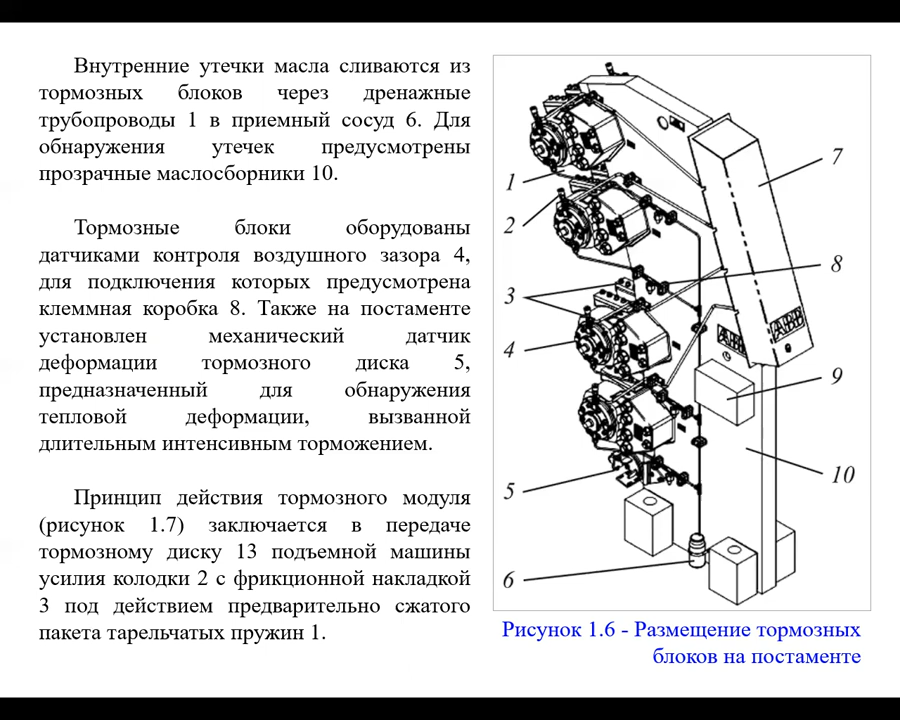 Внутренние утечки масла сливаются из
тормозных блоков через дренажные
трубопроводы 1 в приемный сосуд 6. Для
обнаружения утечек предусмотрены
прозрачные маслосборники 10.
Тормозные блоки оборудованы
датчиками контроля воздушного зазора 4,
для подключения которых предусмотрена
клеммная коробка 8. Также на постаменте
установлен механический датчик
деформации тормозного диска 5,
предназначенный для обнаружения
тепловой деформации, вызванной
длительным интенсивным торможением.
Принцип действия тормозного модуля
(рисунок 1.7) заключается в передаче
тормозному диску 13 подъемной машины
усилия колодки 2 с фрикционной накладкой
3 под действием предварительно сжатого
пакета тарельчатых пружин 1.
1
2
3
4
5
6
7
8
9
10
ABB
ABB
Рисунок 1.6 - Размещение тормозных
блоков на постаменте